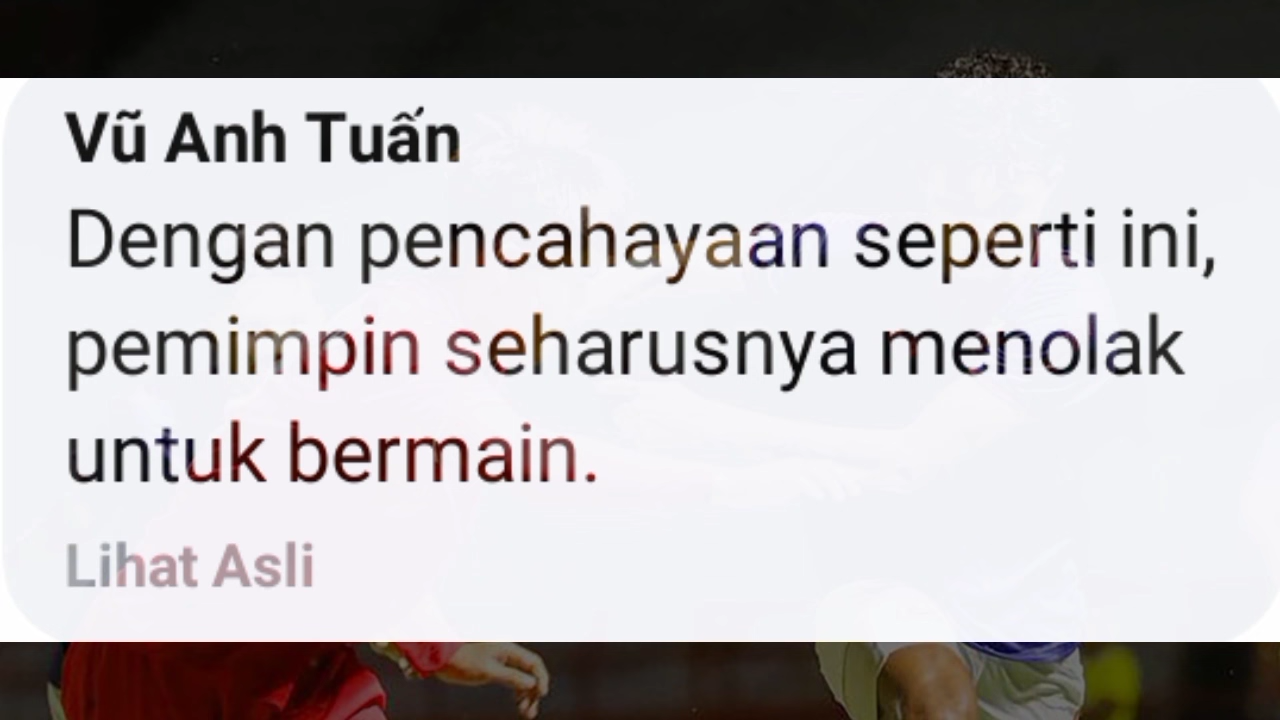 Vũ Anh Tuấn
Dengan pencahayaan seperti ini,
pemimpin seharusnya menolak
untuk bermain.
Lihat Asli